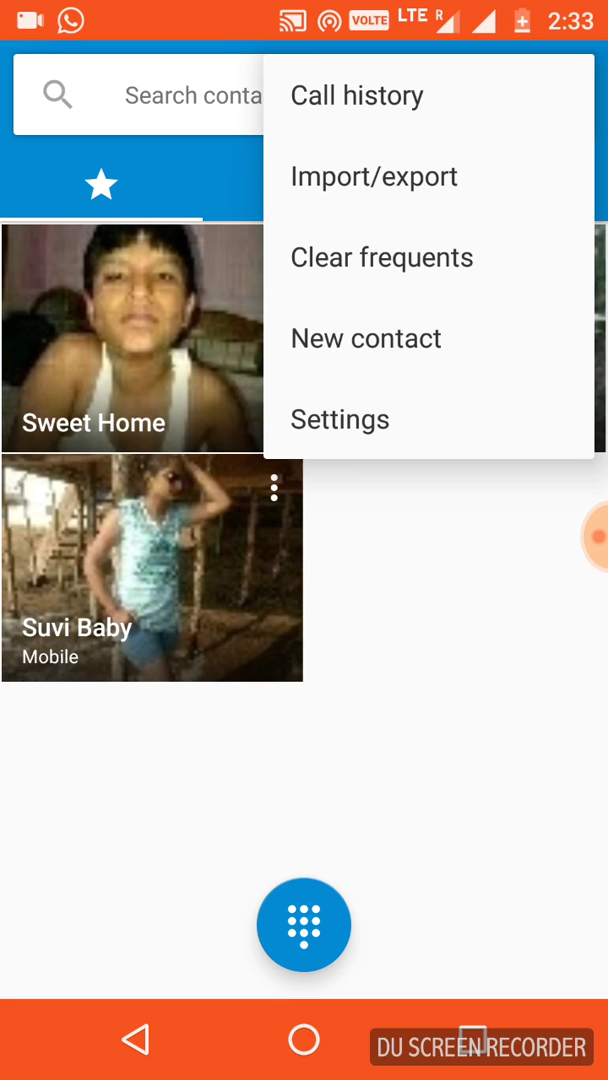 VOLTE LTE R 2:33
Search conta
Call history
Import/export
Clear frequents
New contact
Settings
Sweet Home
Suvi Baby
Mobile
DU SCREEN RECORDER